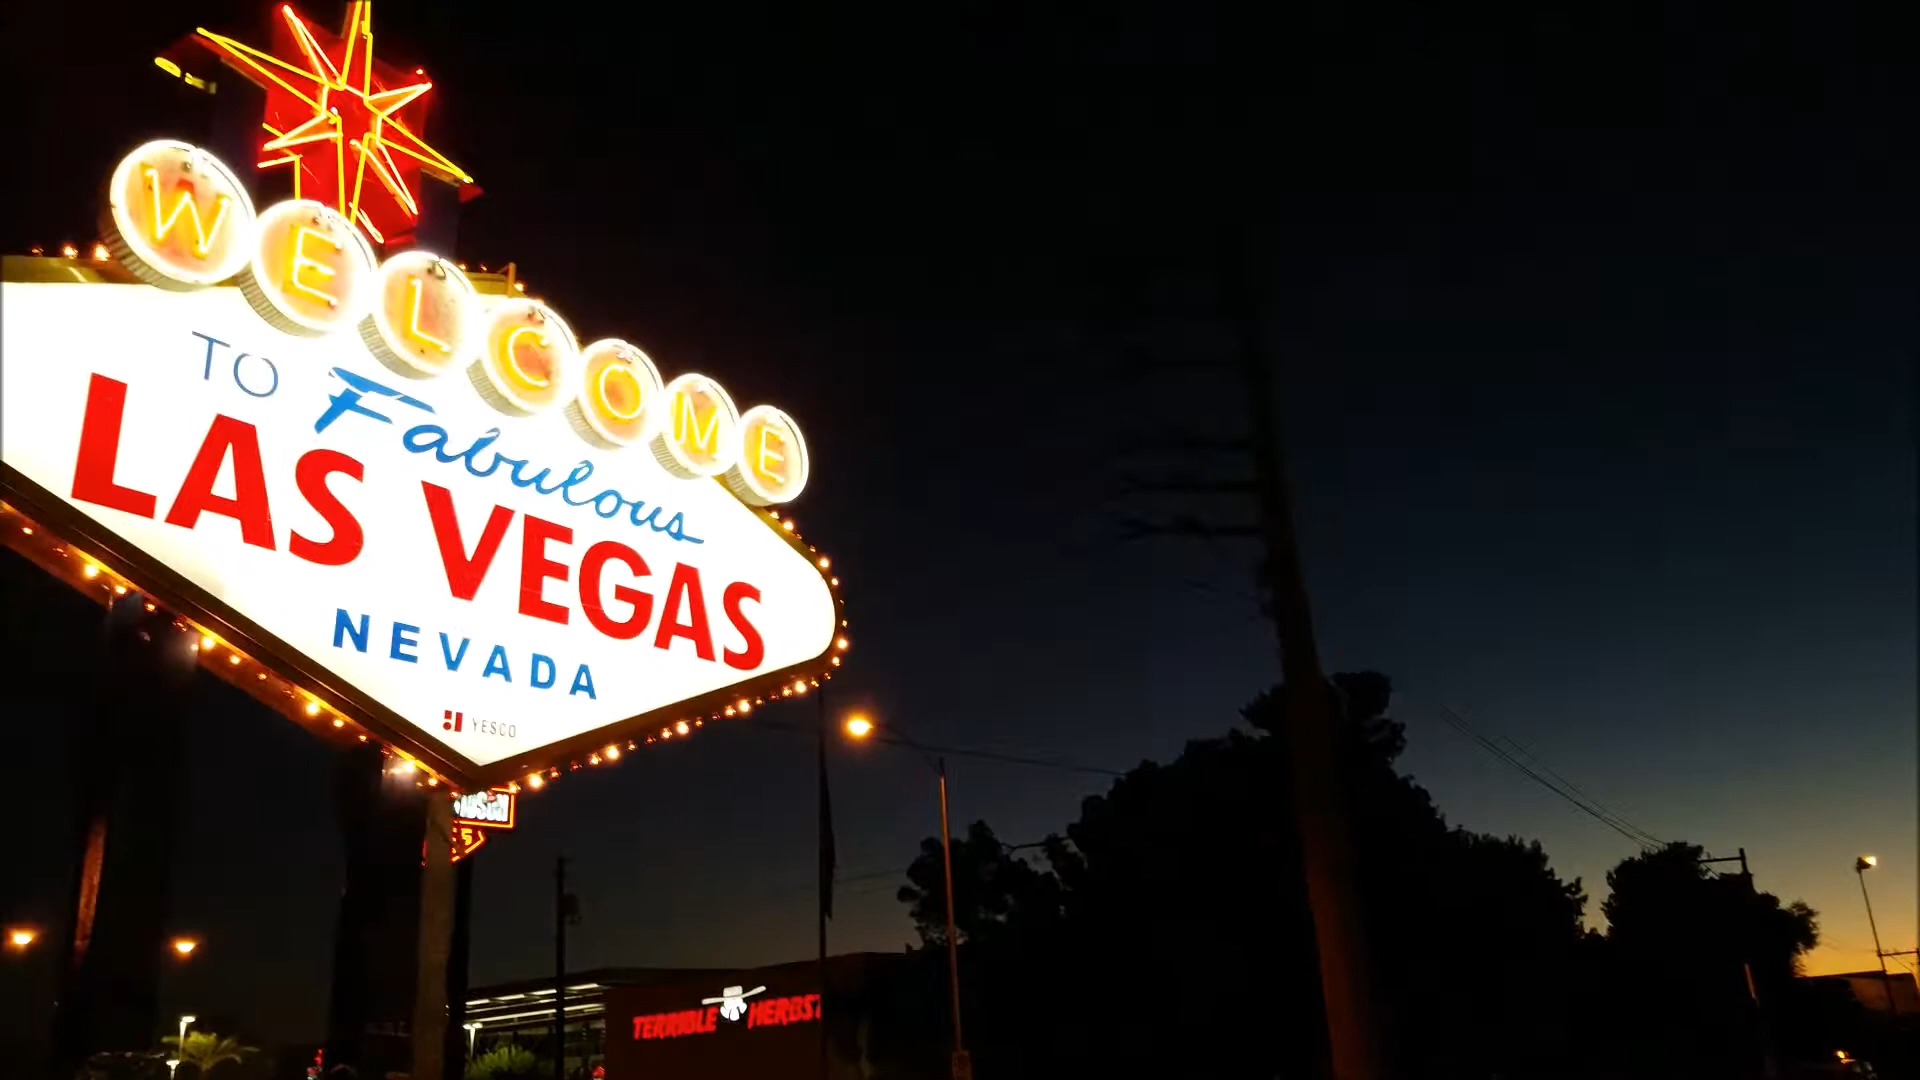 WELCOME
TO Fabulous
LAS VEGAS
NEVADA
YESCO
TERRIBLE HERBST